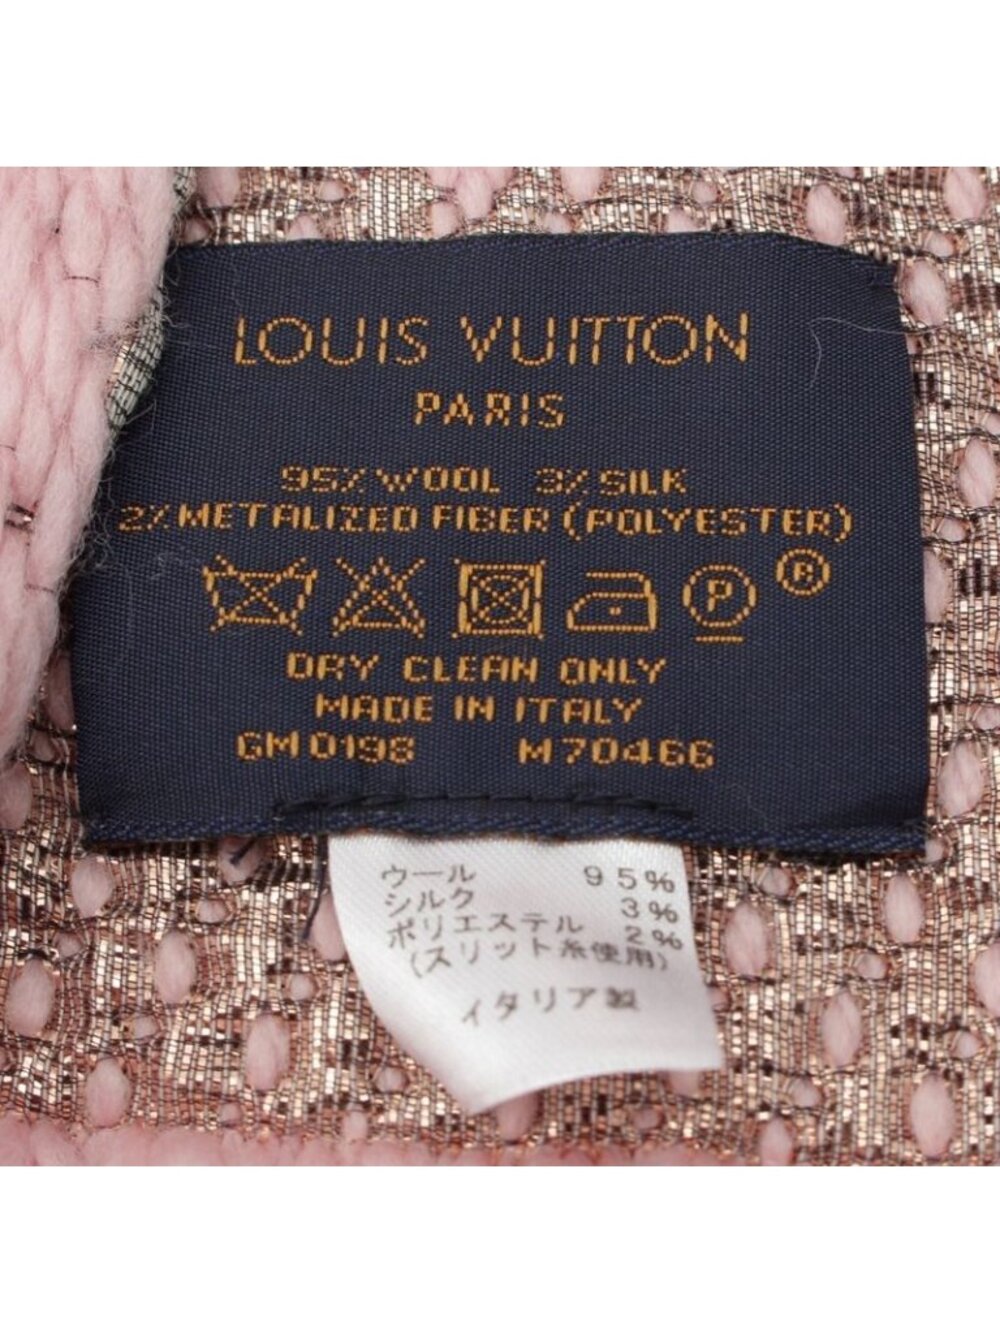 LOUIS VUITTON
PARIS
95% WOOL 3% SILK
2% METALIZED FIBER (POLYESTER)
P ®
DRY CLEAN ONLY
MADE IN ITALY
GM0198 M70466
ウール 95%
シルク 3%
ポリエステル 2%
(スリット糸使用)
イタリア製